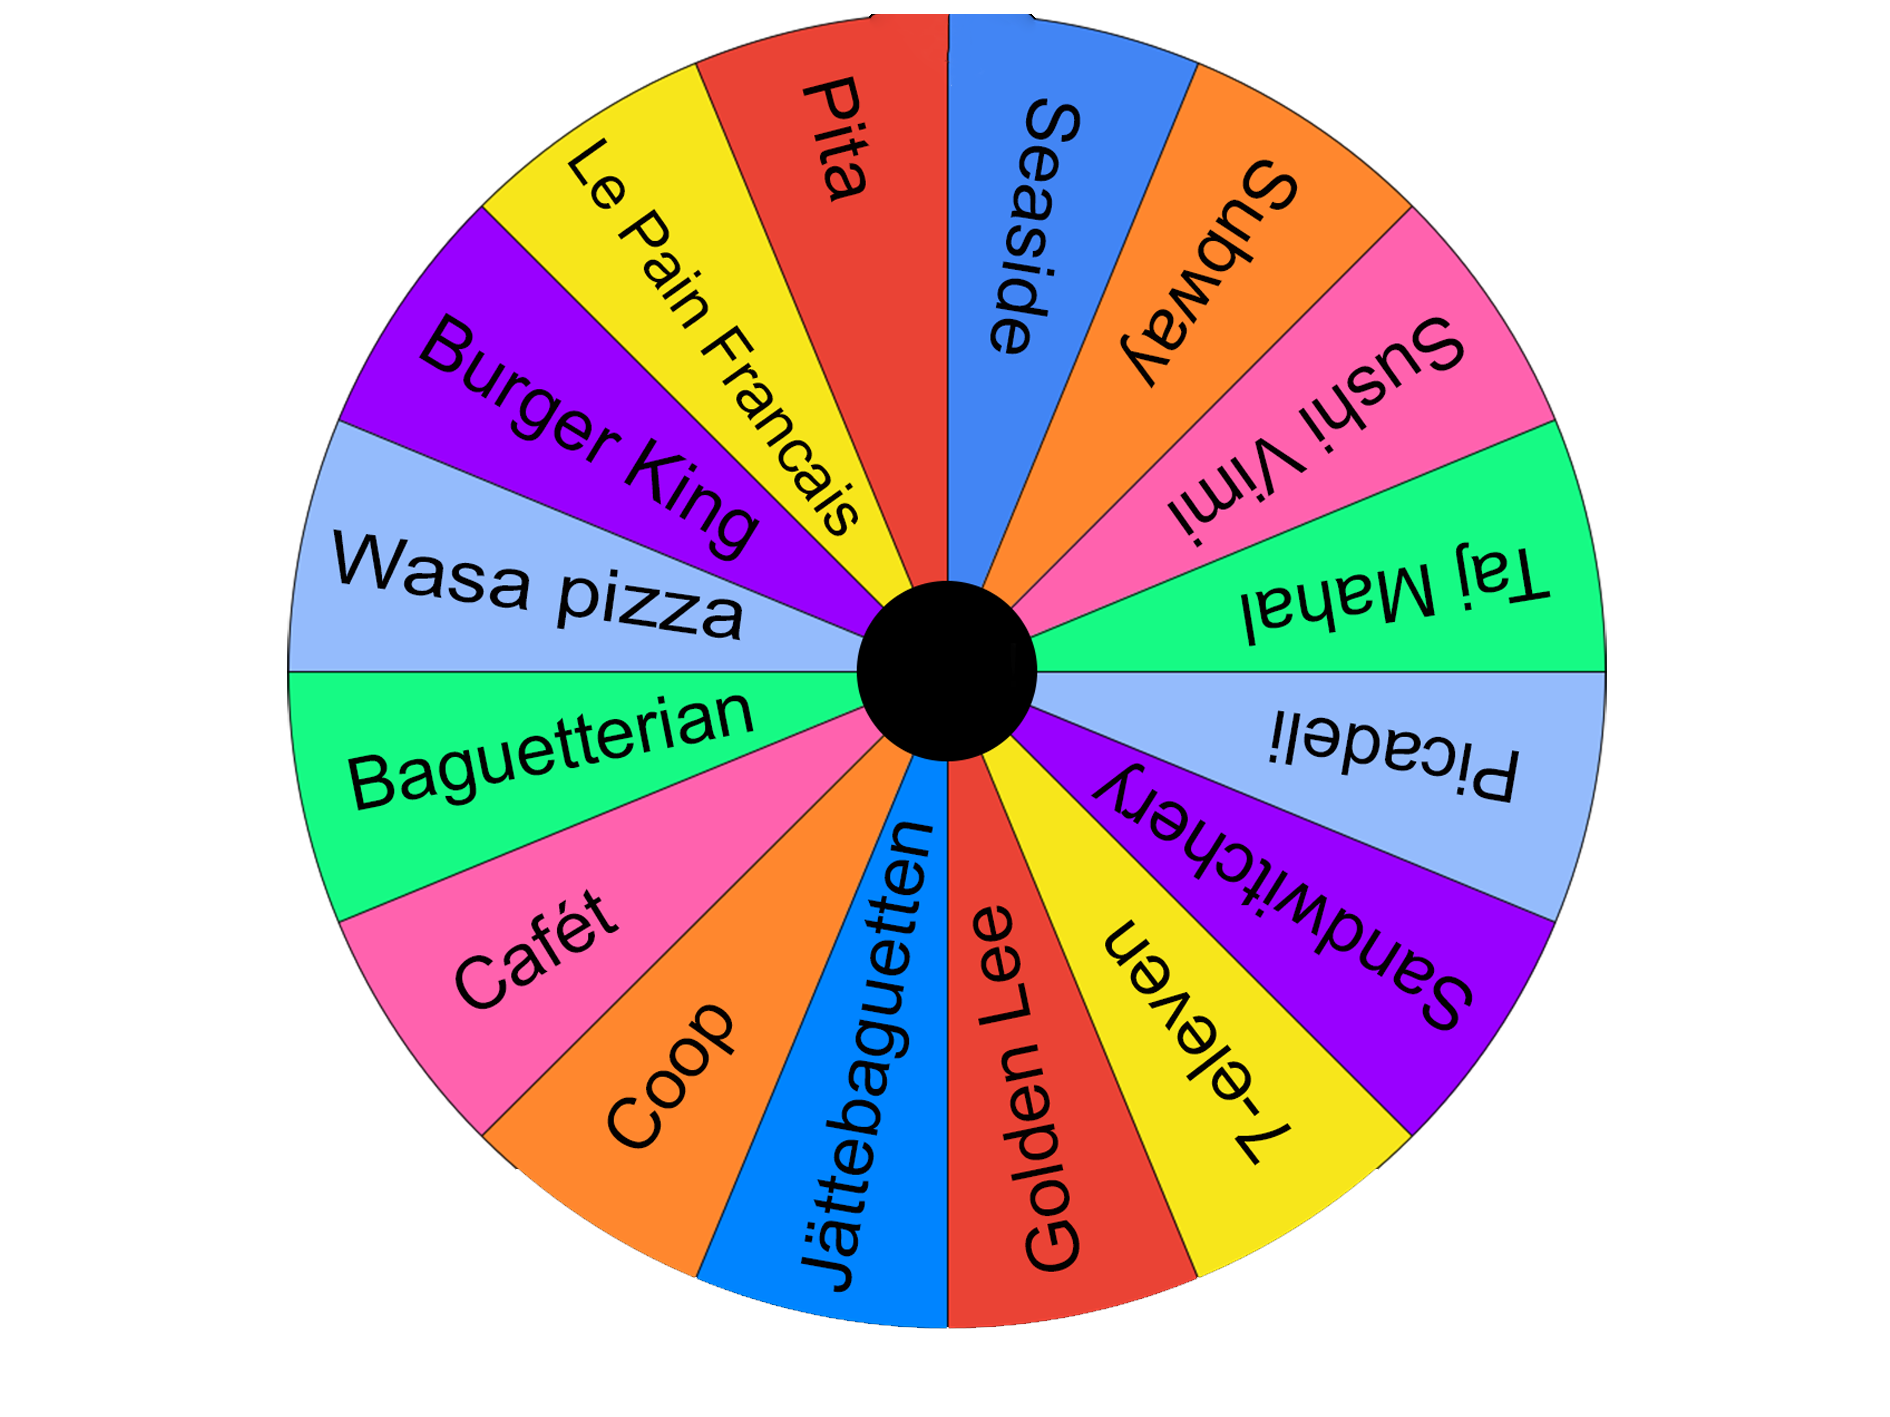 Seaside
Subway
Sushi Vimi
Taj Mahal
Picadeli
Sandwitchery
7-eleven
Golden Lee
Jättebaguetten
Coop
Cafét
Baguetterian
Wasa pizza
Burger King
Le Pain Francais
Pita